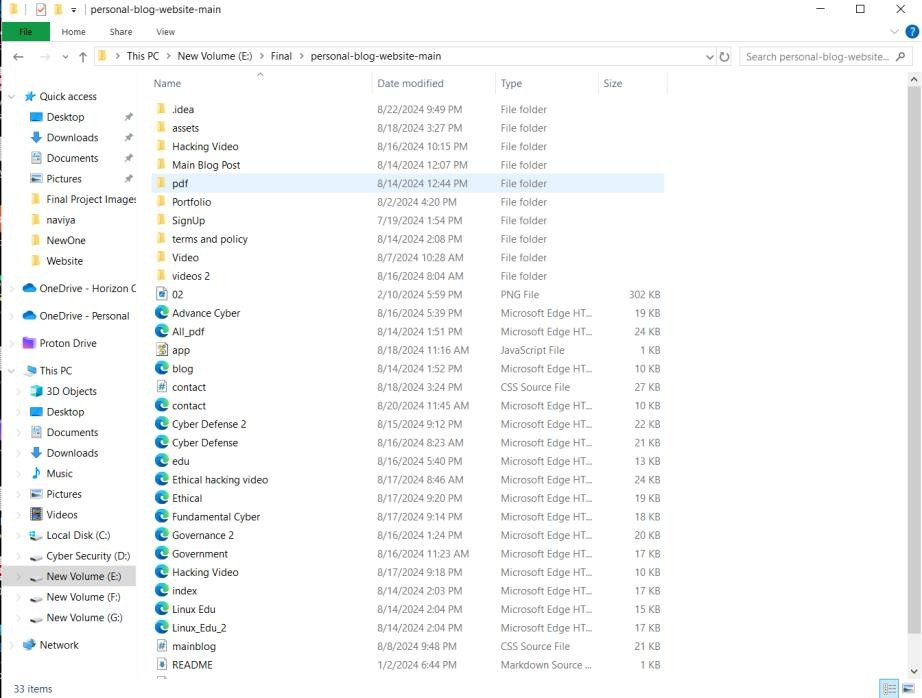 personal-blog-website-main
File Home Share View
This PC New Volume (E:) Final personal-blog-website-main Search personal-blog-website...
Name Date modified Type Size
Quick access
Desktop
Downloads
Documents
Pictures
Final Project Images
naviya
NewOne
Website
OneDrive - Horizon C
OneDrive - Personal
Proton Drive
This PC
3D Objects
Desktop
Documents
Downloads
Music
Pictures
Videos
Local Disk (C:)
Cyber Security (D:)
New Volume (E:)
New Volume (F:)
New Volume (G:)
Network
.idea 8/22/2024 9:49 PM File folder
assets 8/18/2024 3:27 PM File folder
Hacking Video 8/16/2024 10:15 PM File folder
Main Blog Post 8/14/2024 12:07 PM File folder
pdf 8/14/2024 12:44 PM File folder
Portfolio 8/2/2024 4:20 PM File folder
SignUp 7/19/2024 1:54 PM File folder
terms and policy 8/14/2024 2:08 PM File folder
Video 8/7/2024 10:28 AM File folder
videos 2 8/16/2024 8:04 AM File folder
02 2/10/2024 5:59 PM PNG File 302 KB
Advance Cyber 8/16/2024 5:39 PM Microsoft Edge HT... 19 KB
All_pdf 8/14/2024 1:51 PM Microsoft Edge HT... 24 KB
app 8/18/2024 11:16 AM JavaScript File 1 KB
blog 8/14/2024 1:52 PM Microsoft Edge HT... 10 KB
contact 8/18/2024 3:24 PM CSS Source File 27 KB
contact 8/20/2024 11:45 AM Microsoft Edge HT... 10 KB
Cyber Defense 2 8/15/2024 9:12 PM Microsoft Edge HT... 22 KB
Cyber Defense 8/16/2024 8:23 AM Microsoft Edge HT... 21 KB
edu 8/16/2024 5:40 PM Microsoft Edge HT... 13 KB
Ethical hacking video 8/17/2024 8:46 AM Microsoft Edge HT... 24 KB
Ethical 8/17/2024 9:20 PM Microsoft Edge HT... 19 KB
Fundamental Cyber 8/17/2024 9:14 PM Microsoft Edge HT... 18 KB
Governance 2 8/16/2024 1:24 PM Microsoft Edge HT... 20 KB
Government 8/16/2024 11:23 AM Microsoft Edge HT... 17 KB
Hacking Video 8/17/2024 9:18 PM Microsoft Edge HT... 10 KB
index 8/14/2024 2:03 PM Microsoft Edge HT... 17 KB
Linux Edu 8/14/2024 2:04 PM Microsoft Edge HT... 15 KB
Linux_Edu_2 8/14/2024 2:04 PM Microsoft Edge HT... 17 KB
mainblog 8/8/2024 9:48 PM CSS Source File 21 KB
README 1/2/2024 6:44 PM Markdown Source ... 1 KB
33 items